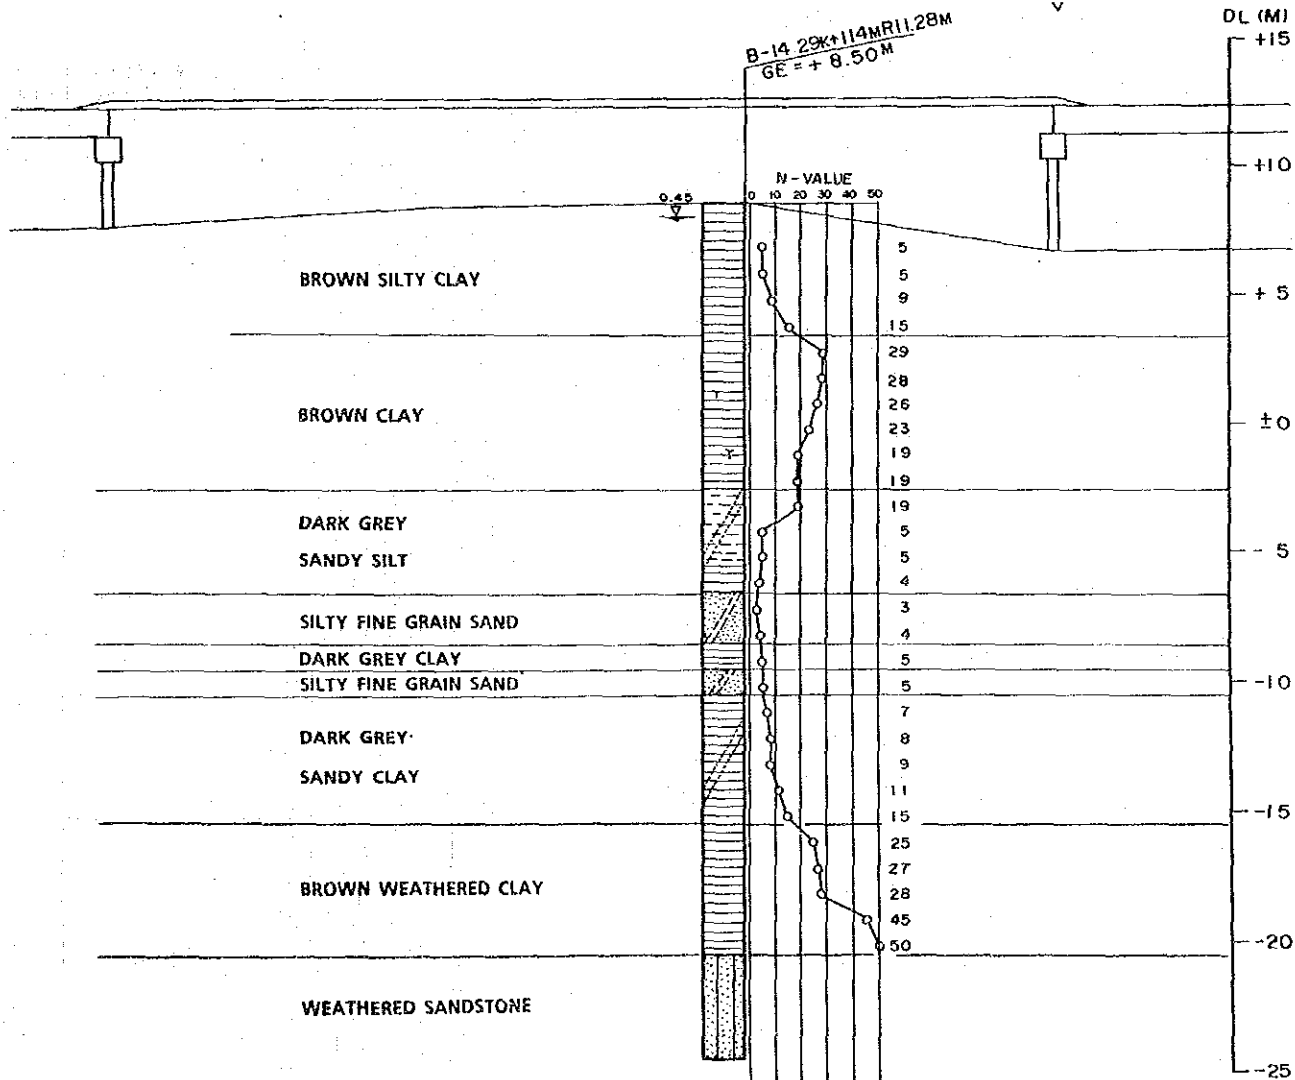 DL (M)
B-14 29K+114MR11.28M
GE = + 8.50M
+15
+10
N-VALUE
0.45
0 10 20 30 40 50
5
BROWN SILTY CLAY
5
+ 5
9
15
29
28
26
BROWN CLAY
±0
23
19
19
19
DARK GREY
5
- 5
SANDY SILT
5
4
3
SILTY FINE GRAIN SAND
4
DARK GREY CLAY
5
SILTY FINE GRAIN SAND
5
-10
7
DARK GREY
8
9
SANDY CLAY
11
-15
15
25
27
BROWN WEATHERED CLAY
28
45
50
-20
WEATHERED SANDSTONE
-25